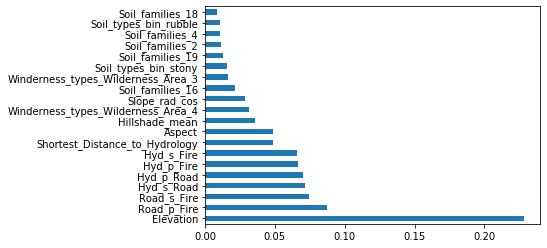 Soil_families_18
Soil_types_bin_rubble
Soil_families_4
Soil_families_2
Soil_families_19
Soil_types_bin_stony
Winderness_types_Wilderness_Area_3
Soil_families_16
Slope_rad_cos
Winderness_types_Wilderness_Area_4
Hillshade_mean
Aspect
Shortest_Distance_to_Hydrology
Hyd_s_Fire
Hyd_p_Fire
Hyd_p_Road
Hyd_s_Road
Road_s_Fire
Road_p_Fire
Elevation
0.00 0.05 0.10 0.15 0.20